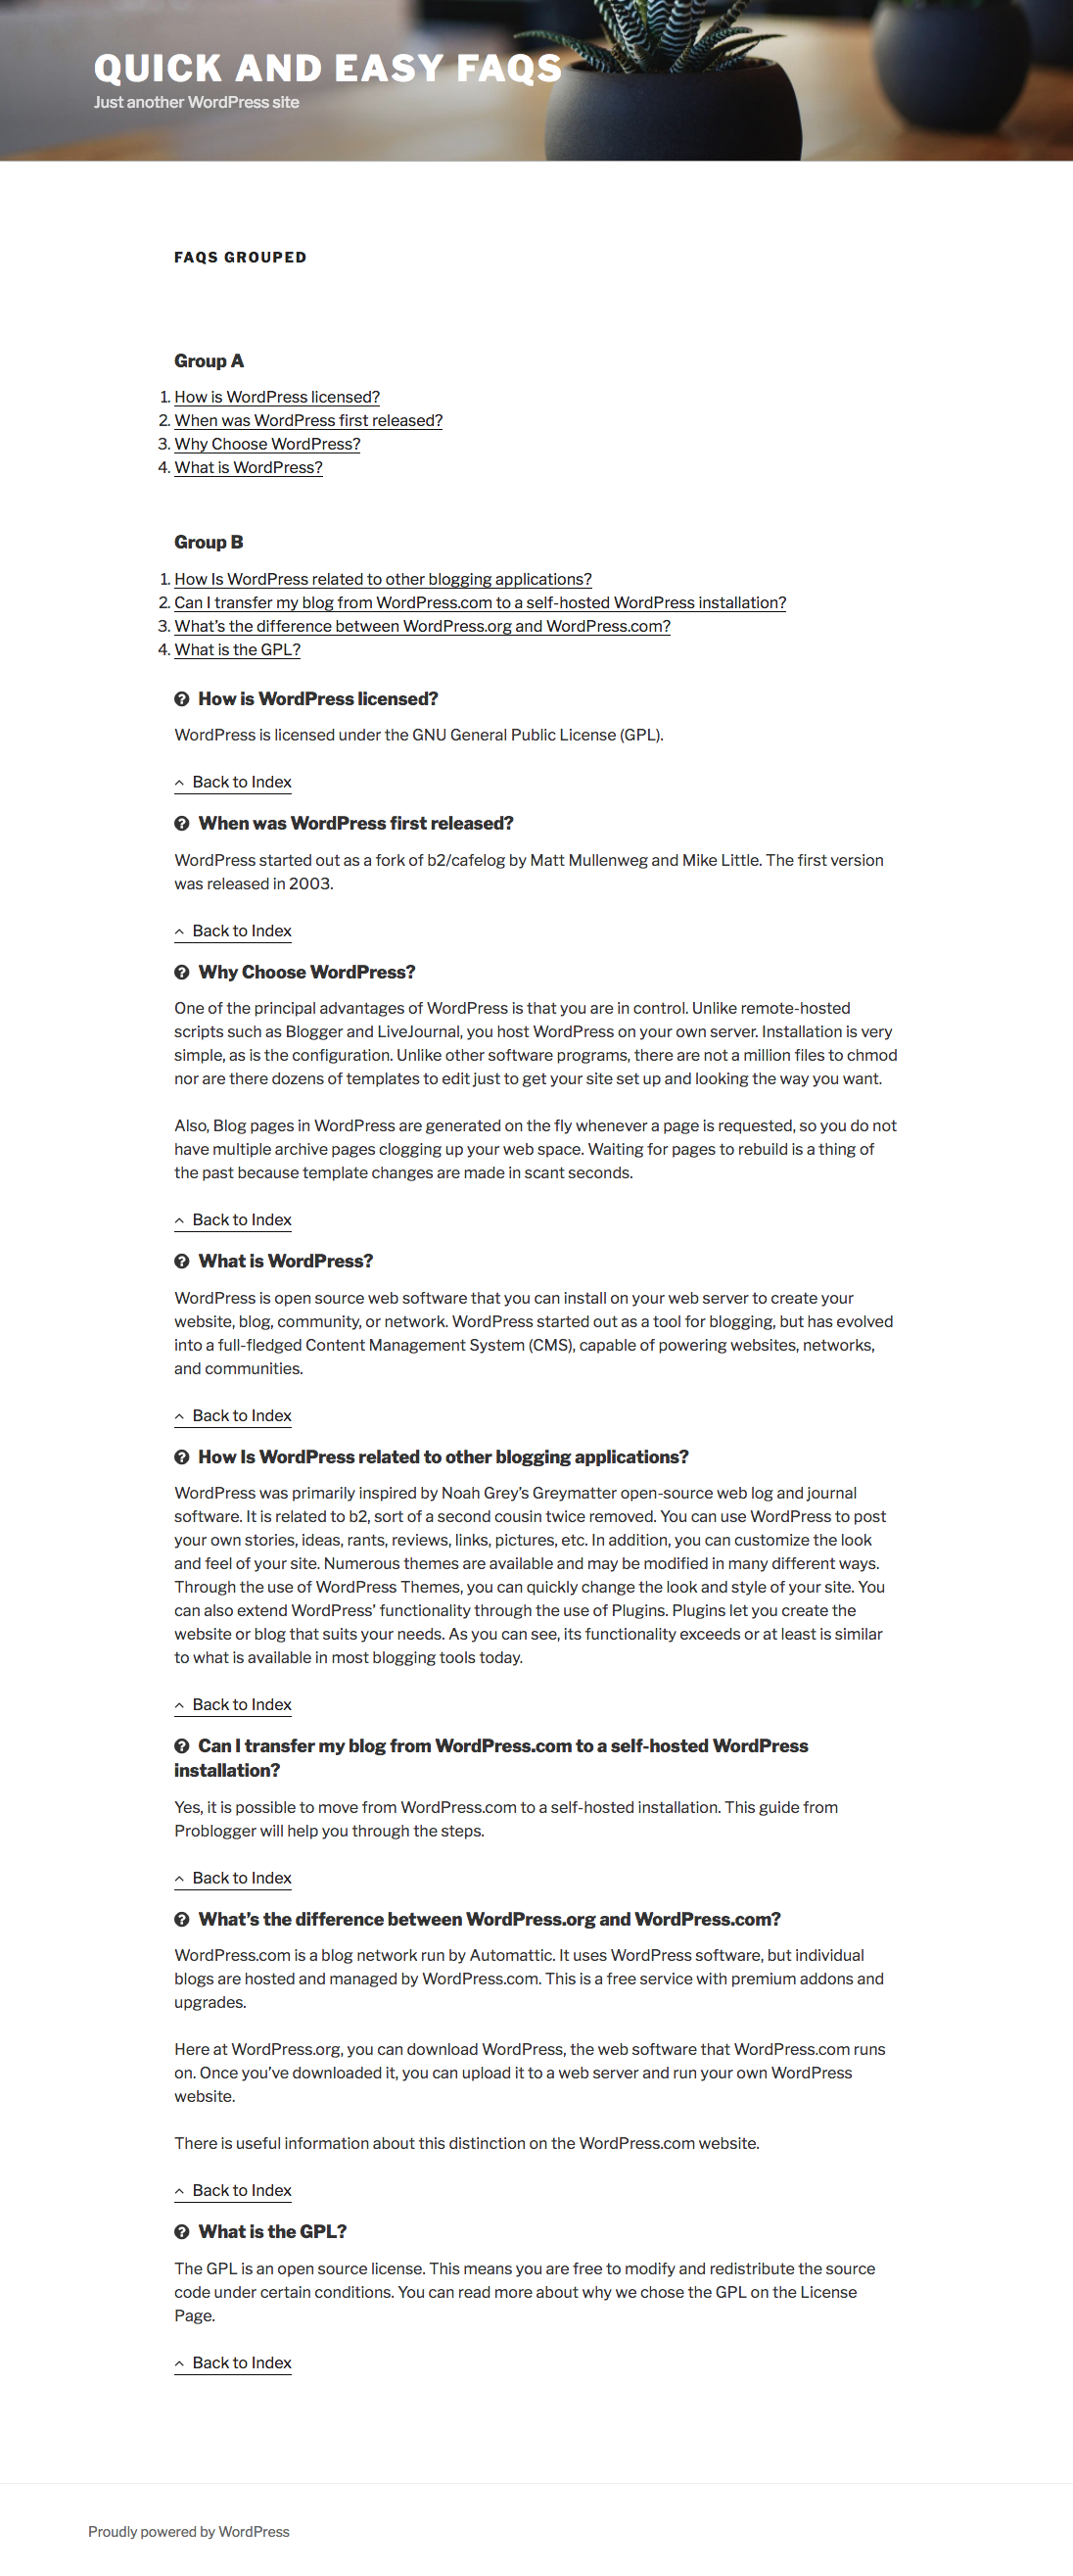 QUICK AND EASY FAQS
Just another WordPress site
FAQS GROUPED
Group A
1. How is WordPress licensed?
2. When was WordPress first released?
3. Why Choose WordPress?
4. What is WordPress?
Group B
1. How Is WordPress related to other blogging applications?
2. Can I transfer my blog from WordPress.com to a self-hosted WordPress installation?
3. What’s the difference between WordPress.org and WordPress.com?
4. What is the GPL?
How is WordPress licensed?
WordPress is licensed under the GNU General Public License (GPL).
Back to Index
When was WordPress first released?
WordPress started out as a fork of b2/cafelog by Matt Mullenweg and Mike Little. The first version
was released in 2003.
Back to Index
Why Choose WordPress?
One of the principal advantages of WordPress is that you are in control. Unlike remote-hosted
scripts such as Blogger and LiveJournal, you host WordPress on your own server. Installation is very
simple, as is the configuration. Unlike other software programs, there are not a million files to chmod
nor are there dozens of templates to edit just to get your site set up and looking the way you want.
Also, Blog pages in WordPress are generated on the fly whenever a page is requested, so you do not
have multiple archive pages clogging up your web space. Waiting for pages to rebuild is a thing of
the past because template changes are made in scant seconds.
Back to Index
What is WordPress?
WordPress is open source web software that you can install on your web server to create your
website, blog, community, or network. WordPress started out as a tool for blogging, but has evolved
into a full-fledged Content Management System (CMS), capable of powering websites, networks,
and communities.
Back to Index
How Is WordPress related to other blogging applications?
WordPress was primarily inspired by Noah Grey’s Greymatter open-source web log and journal
software. It is related to b2, sort of a second cousin twice removed. You can use WordPress to post
your own stories, ideas, rants, reviews, links, pictures, etc. In addition, you can customize the look
and feel of your site. Numerous themes are available and may be modified in many different ways.
Through the use of WordPress Themes, you can quickly change the look and style of your site. You
can also extend WordPress’ functionality through the use of Plugins. Plugins let you create the
website or blog that suits your needs. As you can see, its functionality exceeds or at least is similar
to what is available in most blogging tools today.
Back to Index
Can I transfer my blog from WordPress.com to a self-hosted WordPress
installation?
Yes, it is possible to move from WordPress.com to a self-hosted installation. This guide from
Problogger will help you through the steps.
Back to Index
What’s the difference between WordPress.org and WordPress.com?
WordPress.com is a blog network run by Automattic. It uses WordPress software, but individual
blogs are hosted and managed by WordPress.com. This is a free service with premium addons and
upgrades.
Here at WordPress.org, you can download WordPress, the web software that WordPress.com runs
on. Once you’ve downloaded it, you can upload it to a web server and run your own WordPress
website.
There is useful information about this distinction on the WordPress.com website.
Back to Index
What is the GPL?
The GPL is an open source license. This means you are free to modify and redistribute the source
code under certain conditions. You can read more about why we chose the GPL on the License
Page.
Back to Index
Proudly powered by WordPress